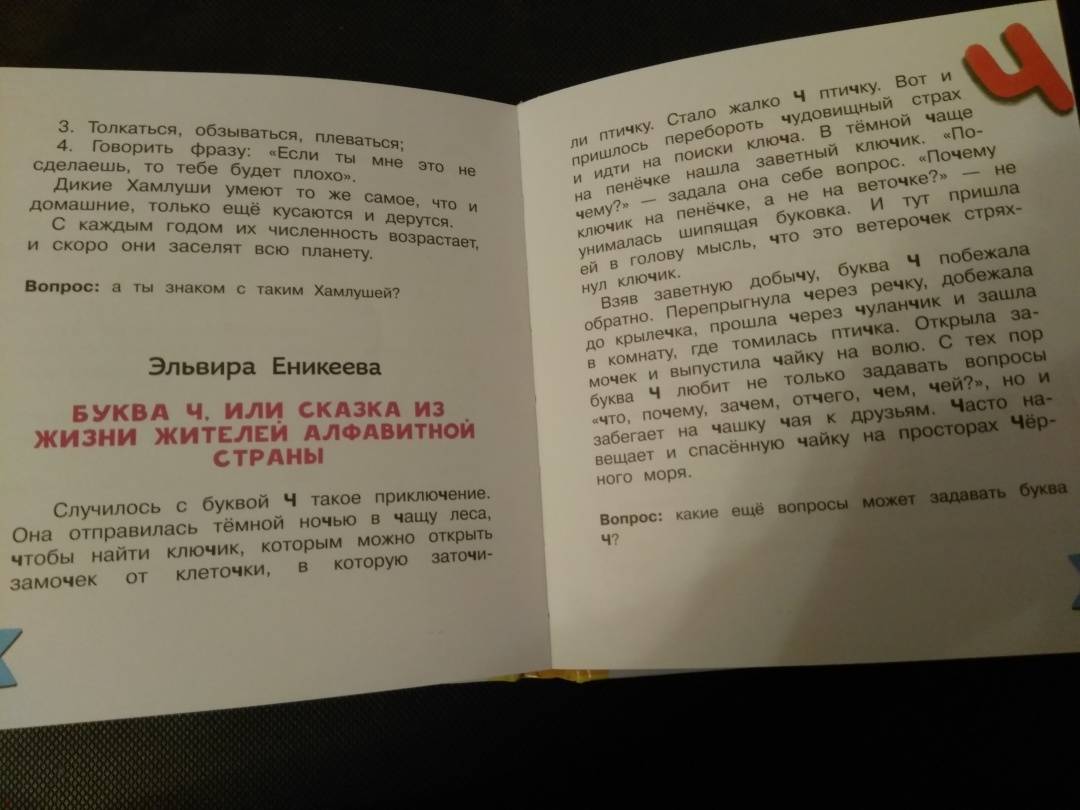 3. Толкаться, обзываться, плеваться;
4. Говорить фразу: «Если ты мне это не
сделаешь, то тебе будет плохо».
Дикие Хамлуши умеют то же самое, что и
домашние, только ещё кусаются и дерутся.
С каждым годом их численность возрастает,
и скоро они заселят всю планету.
Вопрос: а ты знаком с таким Хамлушей?
Эльвира Еникеева
БУКВА Ч, ИЛИ СКАЗКА ИЗ
ЖИЗНИ ЖИТЕЛЕЙ АЛФАВИТНОЙ
СТРАНЫ
Случилось с буквой Ч такое приключение.
Она отправилась тёмной ночью в чащу леса,
чтобы найти ключик, которым можно открыть
замочек от клеточки, в которую заточи-
Ч
ли птичку. Стало жалко Ч птичку. Вот и
пришлось перебороть чудовищный страх
и идти на поиски ключа. В тёмной чаще
на пенёчке нашла заветный ключик. «По-
чему?» — задала она себе вопрос. «Почему
ключик на пенёчке, а не на веточке?» — не
унималась шипящая буковка. И тут пришла
ей в голову мысль, что это ветерочек стрях-
нул ключик.
Взяв заветную добычу, буква Ч побежала
обратно. Перепрыгнула через речку, добежала
до крылечка, прошла через чуланчик и зашла
в комнату, где томилась птичка. Открыла за-
мочек и выпустила чайку на волю. С тех пор
буква Ч любит не только задавать вопросы
«что, почему, зачем, отчего, чем, чей?», но и
забегает на чашку чая к друзьям. Часто на-
вещает и спасённую чайку на просторах Чёр-
ного моря.
Вопрос: какие ещё вопросы может задавать буква
Ч?